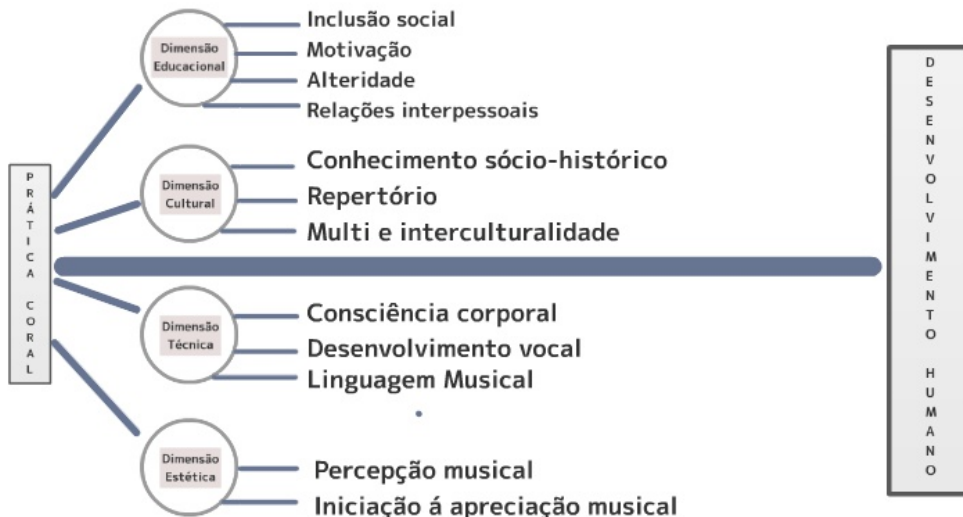 PRÁTICA CORAL
Dimensão
Educacional
Inclusão social
Motivação
Alteridade
Relações interpessoais
Dimensão
Cultural
Conhecimento sócio-histórico
Repertório
Multi e interculturalidade
Dimensão
Técnica
Consciência corporal
Desenvolvimento vocal
Linguagem Musical
Dimensão
Estética
Percepção musical
Iniciação á apreciação musical
DESENVOLVIMENTO HUMANO